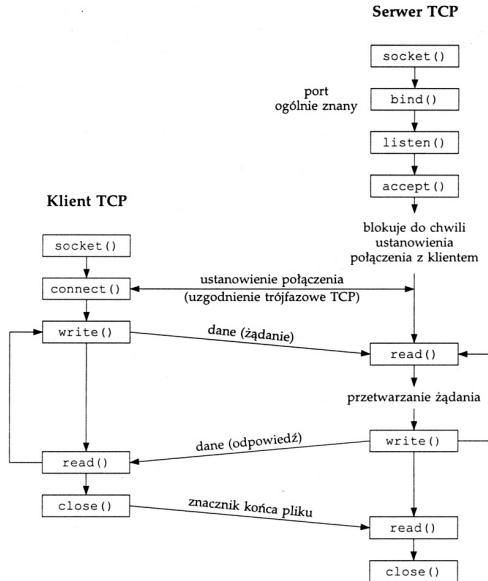 Serwer TCP
socket()
port
ogólnie znany
bind()
listen()
accept()
Klient TCP
blokuje do chwili
ustanowienia
połączenia z klientem
socket()
connect()
ustanowienie połączenia
(uzgodnienie trójfazowe TCP)
write()
dane (żądanie)
read()
przetwarzanie żądania
dane (odpowiedź)
write()
read()
close()
znacznik końca pliku
read()
close()